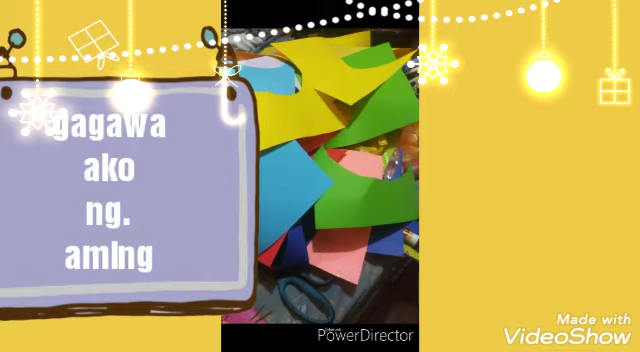 gagawa
ako
ng.
aming
PowerDirector
Made with
VideoShow